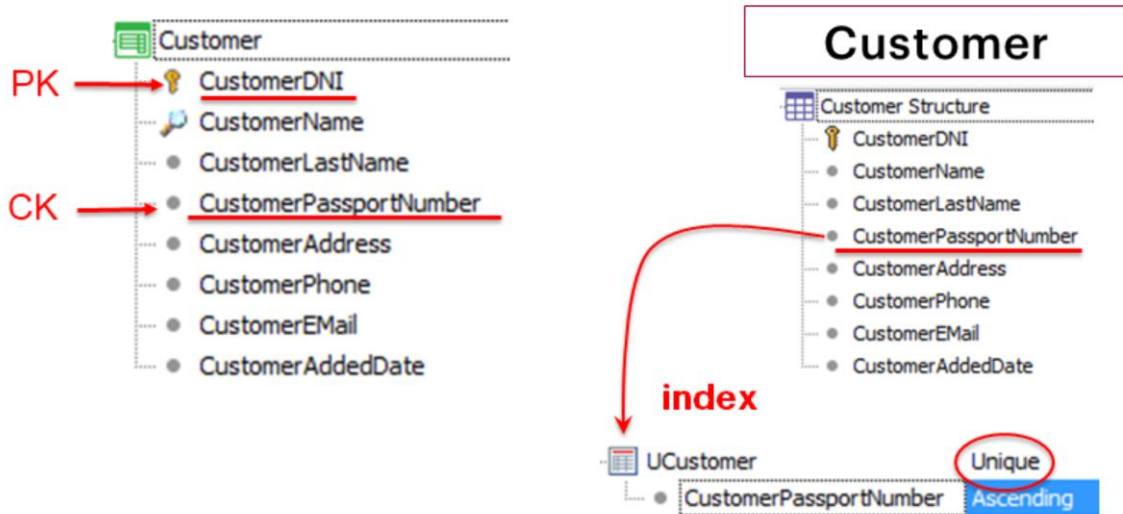 Customer
PK
CustomerDNI
CustomerName
CustomerLastName
CK
CustomerPassportNumber
CustomerAddress
CustomerPhone
CustomerEMail
CustomerAddedDate
Customer
Customer Structure
CustomerDNI
CustomerName
CustomerLastName
CustomerPassportNumber
CustomerAddress
CustomerPhone
CustomerEMail
CustomerAddedDate
index
UCustomer Unique
CustomerPassportNumber Ascending